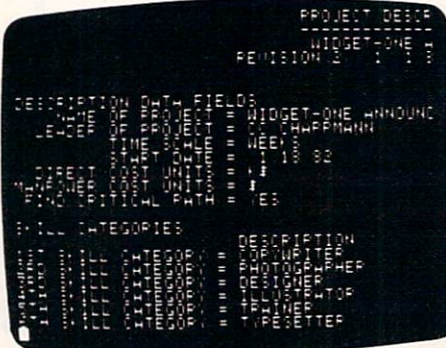 PROJECT DESCR
WIDGET-ONE A
REVISION
DESCRIPTION DATA FIELDS
NAME OF PROJECT = WIDGET-ONE ANNOUNC
LEADER OF PROJECT = CHAPPMANN
TIME SCALE = WEEKS
START DATE = 1 18 82
DIRECT COST UNITS =
MANPOWER COST UNITS = $
FIND CRITICAL PATH = YES
SKILL CATEGORIES
DESCRIPTION
SKILL CATEGORY = COPYWRITER
SKILL CATEGORY = PHOTOGRAPHER
SKILL CATEGORY = DESIGNER
SKILL CATEGORY = ILLUSTRATOR
SKILL CATEGORY = TRAINER
SKILL CATEGORY = TYPESETTER